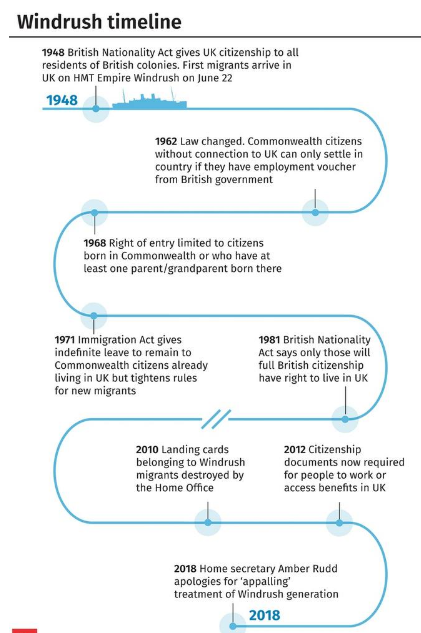 Windrush timeline
1948 British Nationality Act gives UK citizenship to all
residents of British colonies. First migrants arrive in
UK on HMT Empire Windrush on June 22
1948
1962 Law changed. Commonwealth citizens
without connection to UK can only settle in
country if they have employment voucher
from British government
1968 Right of entry limited to citizens
born in Commonwealth or who have at
least one parent/grandparent born there
1971 Immigration Act gives
indefinite leave to remain to
Commonwealth citizens already
living in UK but tightens rules
for new migrants
1981 British Nationality
Act says only those will
full British citizenship
have right to live in UK
2010 Landing cards
belonging to Windrush
migrants destroyed by
the Home Office
2012 Citizenship
documents now required
for people to work or
access benefits in UK
2018 Home secretary Amber Rudd
apologies for ‘appalling’
treatment of Windrush generation
2018